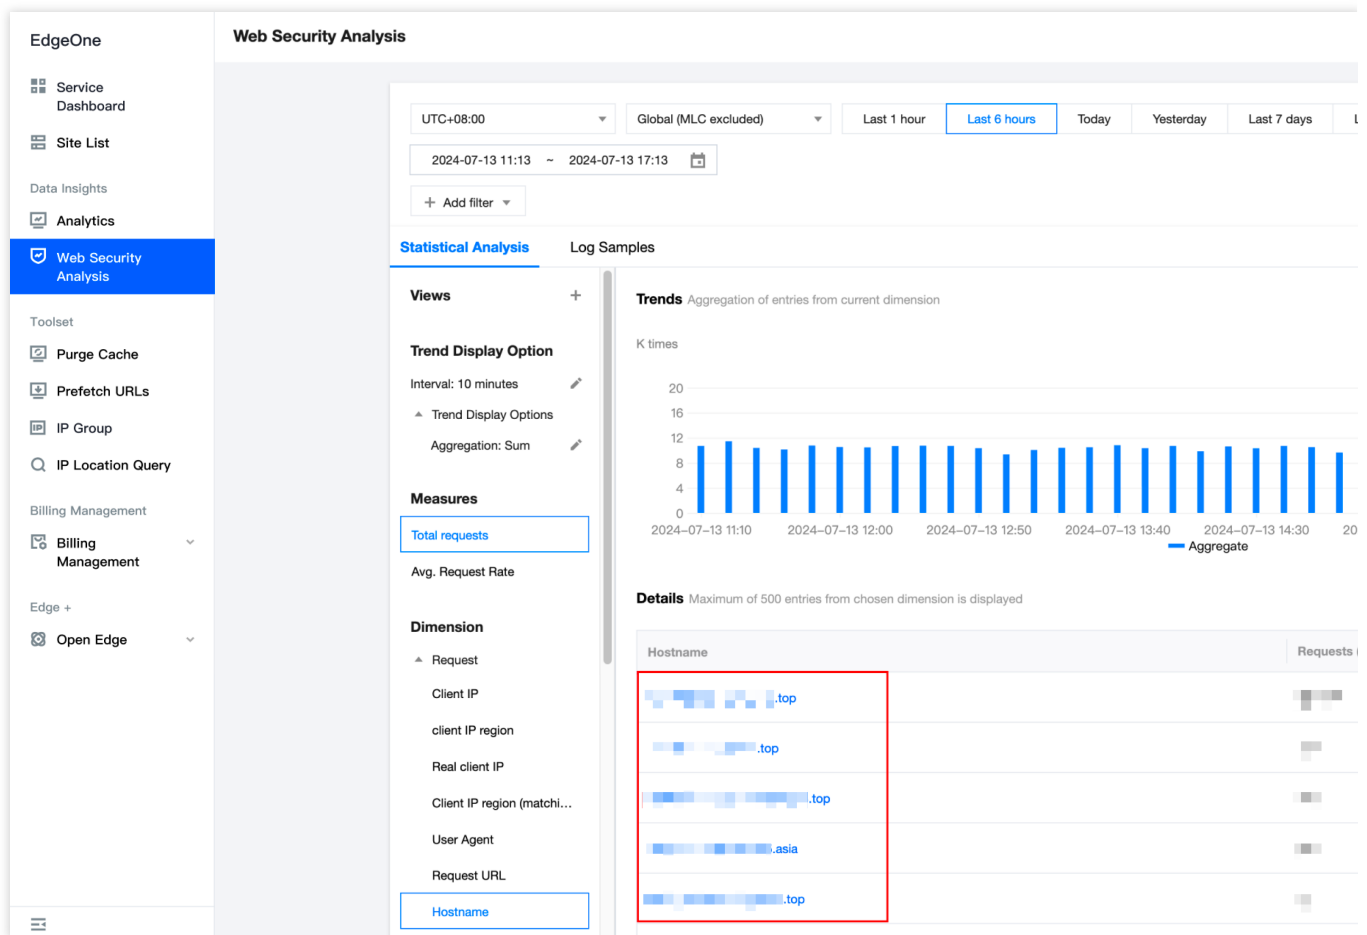 EdgeOne
Web Security Analysis
Service
Dashboard
Site List
Data Insights
Analytics
Web Security
Analysis
Toolset
Purge Cache
Prefetch URLs
IP Group
IP Location Query
Billing Management
Billing
Management
Edge +
Open Edge
UTC+08:00
Global (MLC excluded)
Last 1 hour
Last 6 hours
Today
Yesterday
Last 7 days
2024-07-13 11:13 ~ 2024-07-13 17:13
Add filter
Statistical Analysis
Log Samples
Views
Trend Display Option
Interval: 10 minutes
Trend Display Options
Aggregation: Sum
Measures
Total requests
Avg. Request Rate
Dimension
Request
Client IP
client IP region
Real client IP
Client IP region (matchi...
User Agent
Request URL
Hostname
Trends Aggregation of entries from current dimension
K times
20
16
12
8
4
0
2024-07-13 11:10
2024-07-13 12:00
2024-07-13 12:50
2024-07-13 13:40
2024-07-13 14:30
20
Aggregate
Details Maximum of 500 entries from chosen dimension is displayed
Hostname
Requests
.top
.top
.top
.asia
.top